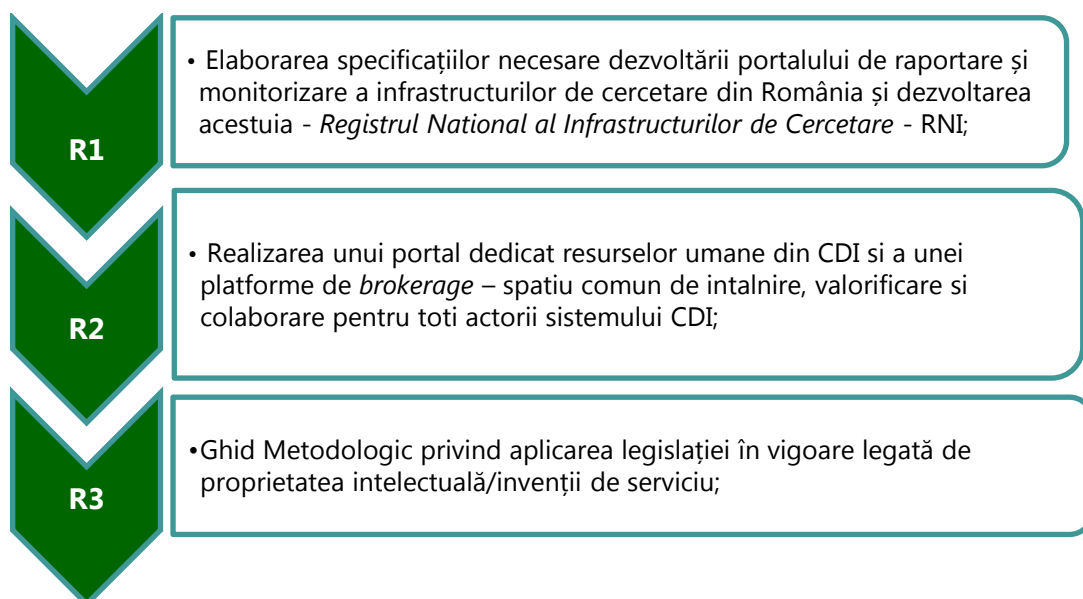 R1
• Elaborarea specificațiilor necesare dezvoltării portalului de raportare și
monitorizare a infrastructurilor de cercetare din România și dezvoltarea
acestuia - Registrul National al Infrastructurilor de Cercetare - RNI;
R2
• Realizarea unui portal dedicat resurselor umane din CDI si a unei
platforme de brokerage – spatiu comun de intalnire, valorificare si
colaborare pentru toti actorii sistemului CDI;
R3
•Ghid Metodologic privind aplicarea legislației în vigoare legată de
proprietatea intelectuală/invenții de serviciu;